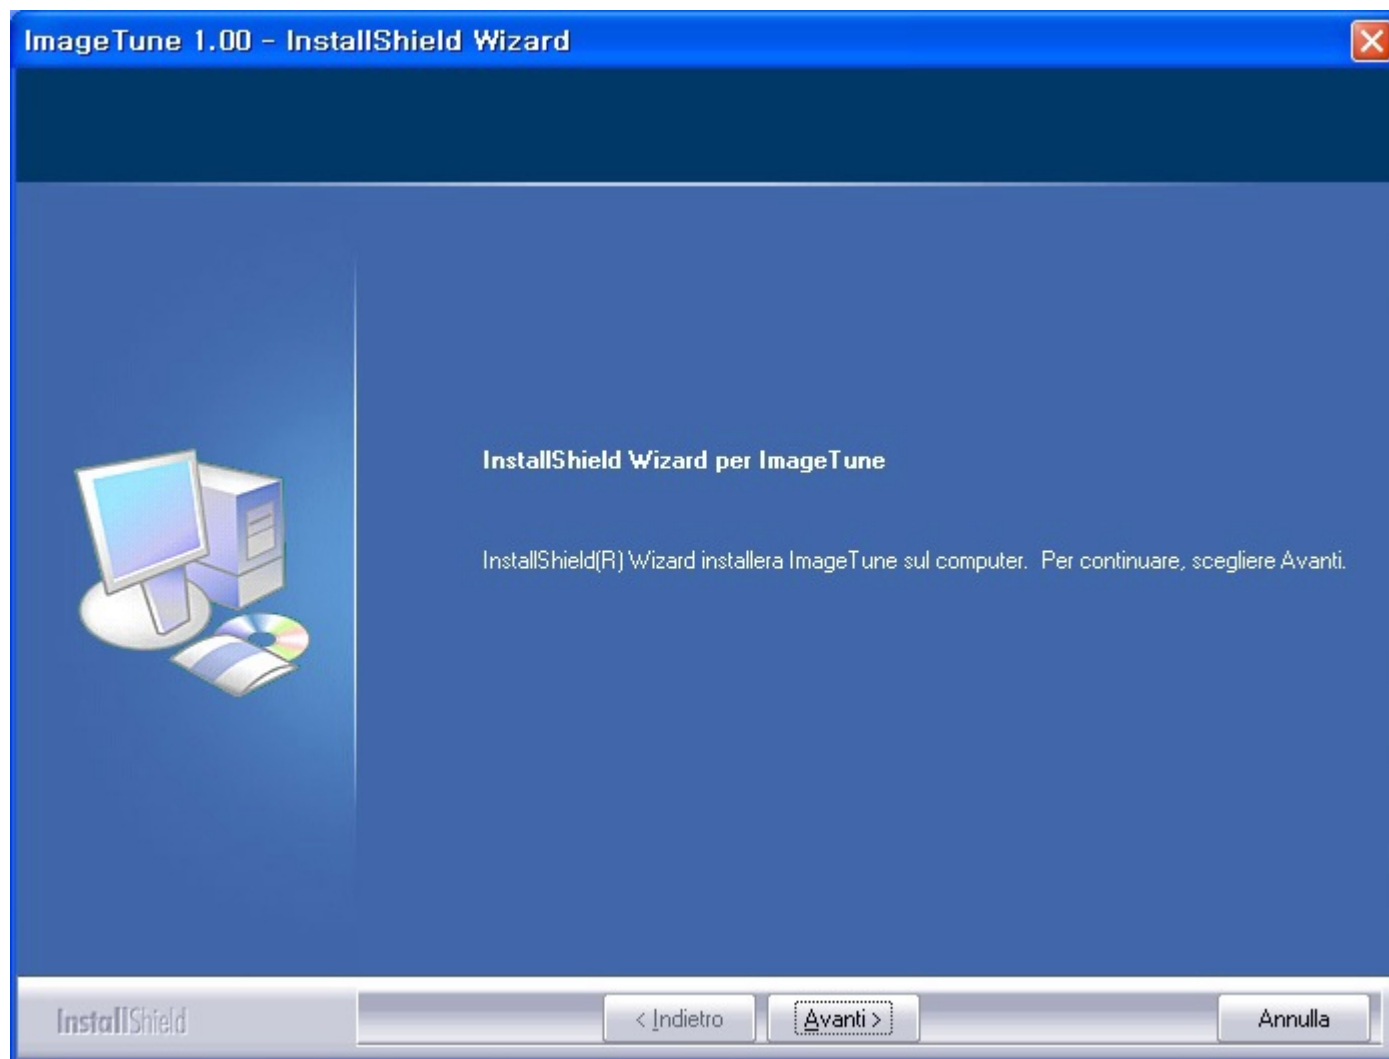 ImageTune 1.00 - InstallShield Wizard
InstallShield Wizard per ImageTune
InstallShield(R) Wizard installera ImageTune sul computer.  Per continuare, scegliere Avanti.
InstallShield
< Indietro
Avanti >
Annulla